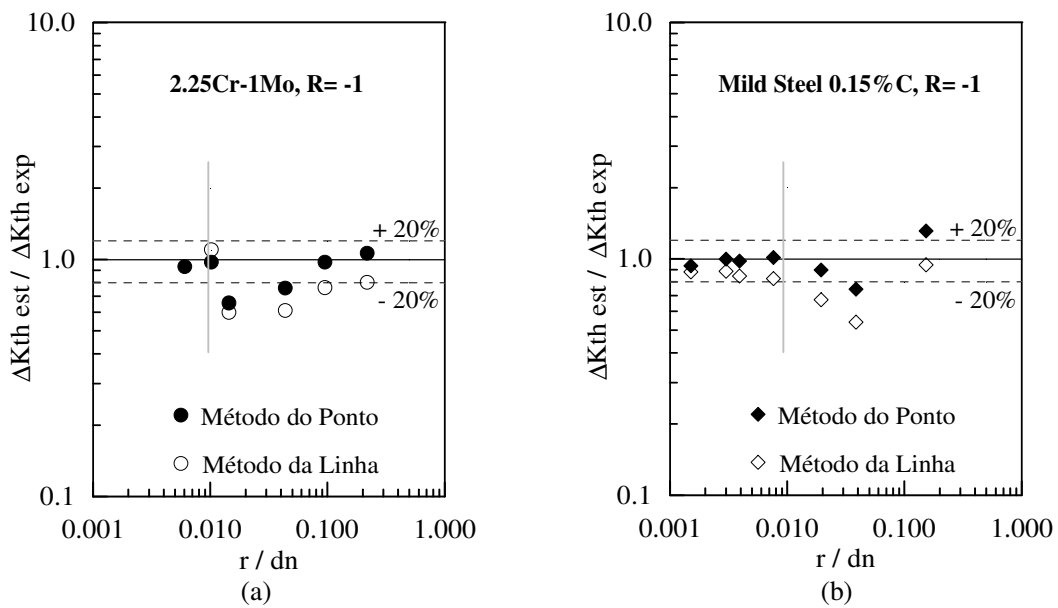 10.0
2.25Cr-1Mo, R= -1
ΔKth est / ΔKth exp
+ 20%
1.0
- 20%
Método do Ponto
Método da Linha
0.1
0.001 0.010 0.100 1.000
r / dn
(a)
10.0
Mild Steel 0.15%C, R= -1
ΔKth est / ΔKth exp
+ 20%
1.0
- 20%
Método do Ponto
Método da Linha
0.1
0.001 0.010 0.100 1.000
r / dn
(b)